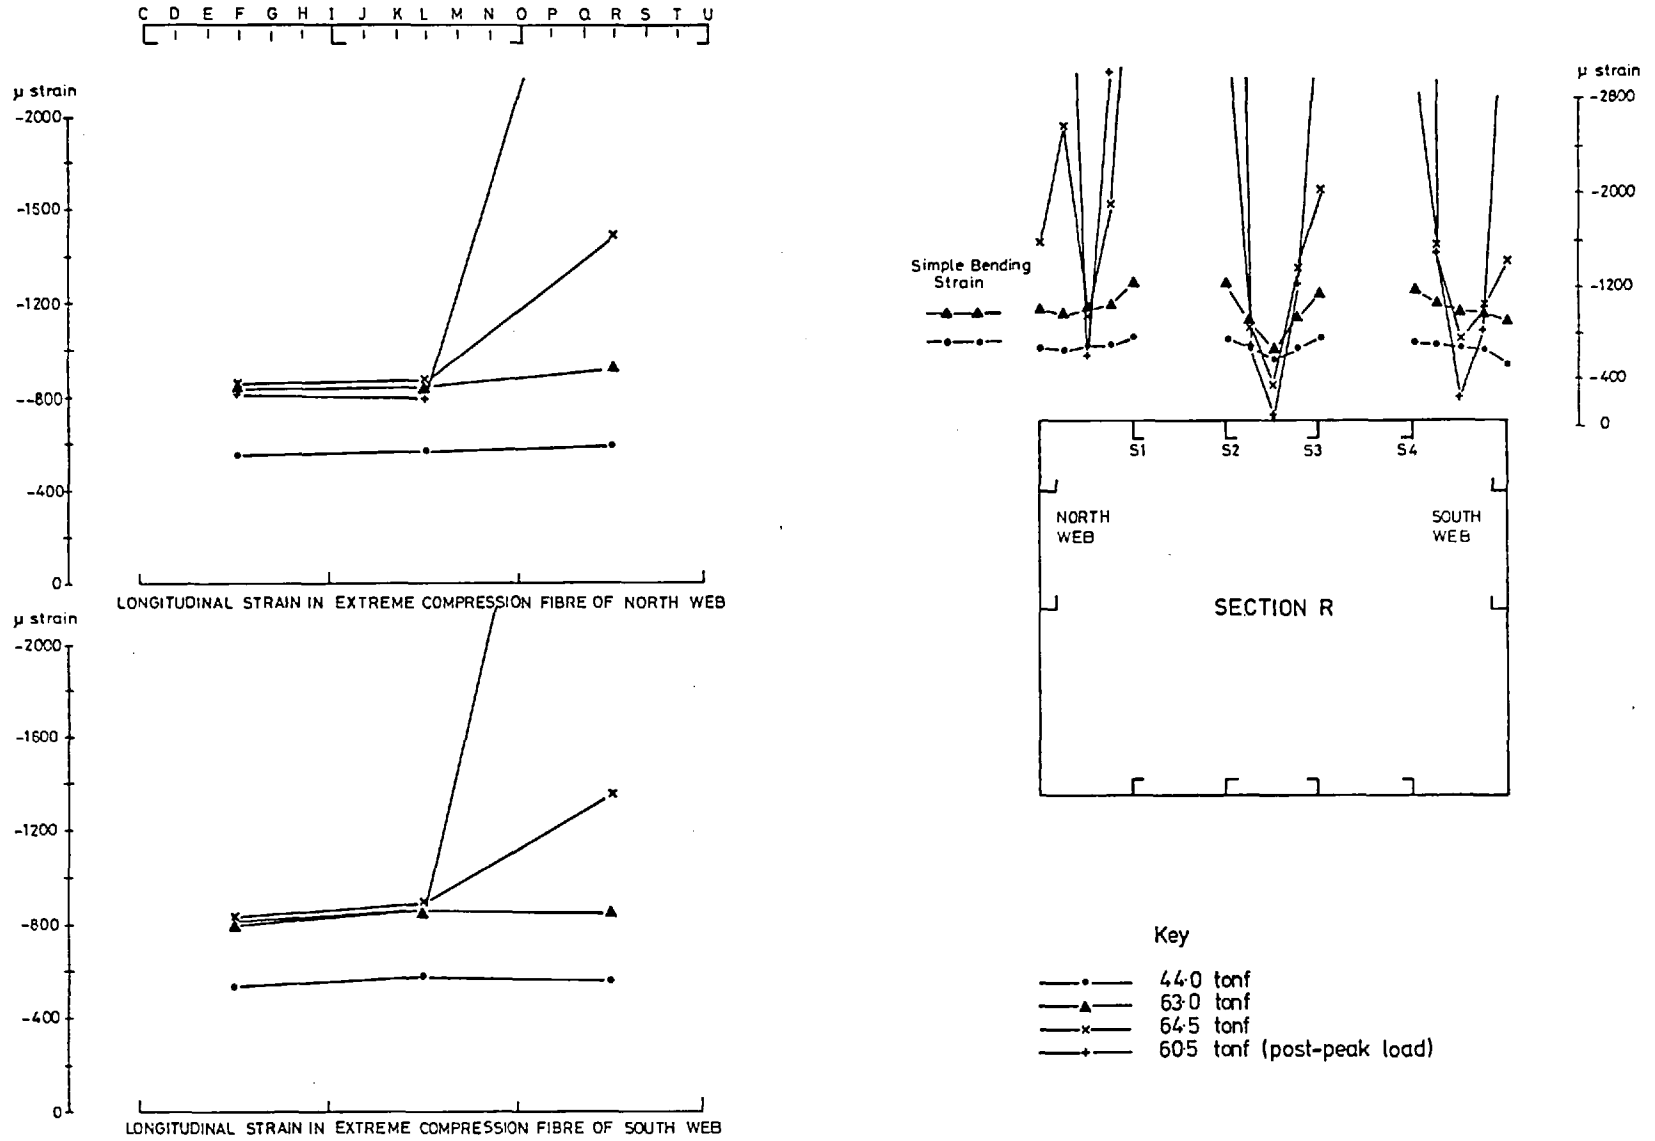 C D E F G H I J K L M N O P Q R S T U
µ strain
-2000
-1500
-1200
--800
-400
0
LONGITUDINAL STRAIN IN EXTREME COMPRESSION FIBRE OF NORTH WEB
µ strain
-2000
-1600
-1200
-800
-400
0
LONGITUDINAL STRAIN IN EXTREME COMPRESSION FIBRE OF SOUTH WEB
µ strain
-2800
-2000
-1200
-400
0
Simple Bending
Strain
S1 S2 S3 S4
NORTH
WEB
SOUTH
WEB
SECTION R
Key
44·0 tonf
63·0 tonf
64·5 tonf
60·5 tonf (post-peak load)